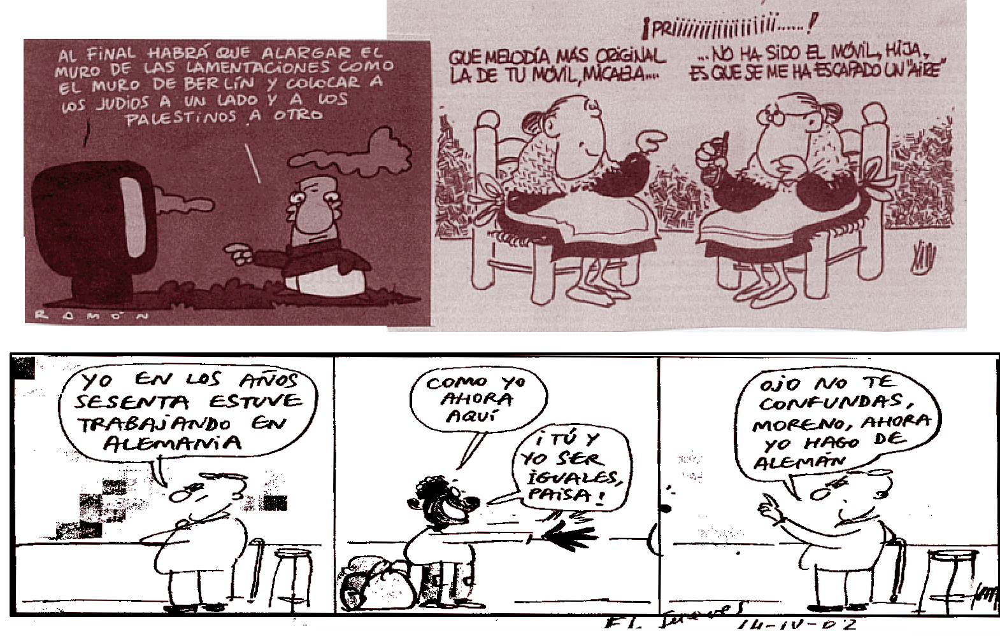 AL FINAL HABRÁ QUE ALARGAR EL
MURO DE LAS LAMENTACIONES COMO
EL MURO DE BERLÍN Y COLOCAR A
LOS JUDIOS A UN LADO Y A LOS
PALESTINOS A OTRO
RAMÓN
¡PRiiiiiiiiiiiiiiiiii......!
QUE MELODÍA MÁS ORIGINAL
LA DE TU MÓVIL, MICAELA....
...NO HA SIDO EL MÓVIL, HIJA,
ES QUE SE ME HA ESCAPADO UN "AIRE"
YO EN LOS AÑOS
SESENTA ESTUVE
TRABAJANDO EN
ALEMANIA
COMO YO
AHORA
AQUÍ
¡TÚ Y
YO SER
IGUALES,
PAISA!
OJO NO TE
CONFUNDAS,
MORENO, AHORA
YO HAGO DE
ALEMÁN
EL Jueves 14-IV-02